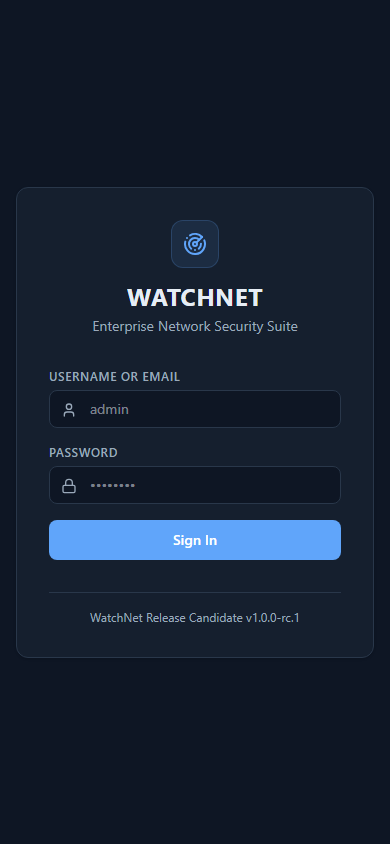 WATCHNET
Enterprise Network Security Suite
USERNAME OR EMAIL
admin
PASSWORD
••••••••
Sign In
WatchNet Release Candidate v1.0.0-rc.1